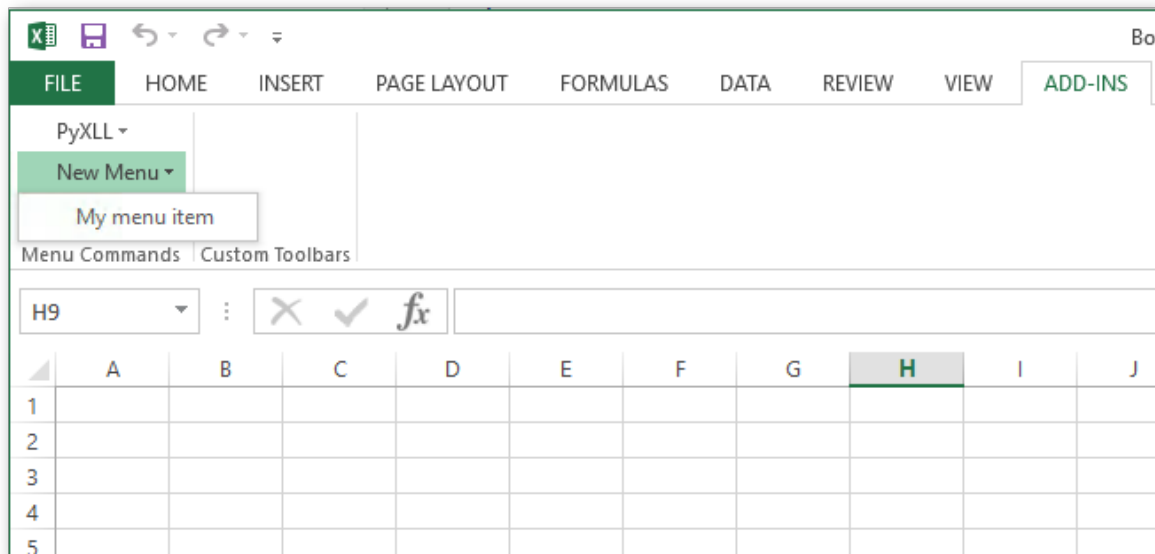 Bo
FILE HOME INSERT PAGE LAYOUT FORMULAS DATA REVIEW VIEW ADD-INS
PyXLL
New Menu
My menu item
Menu Commands Custom Toolbars
H9 fx
A B C D E F G H I J
1
2
3
4
5